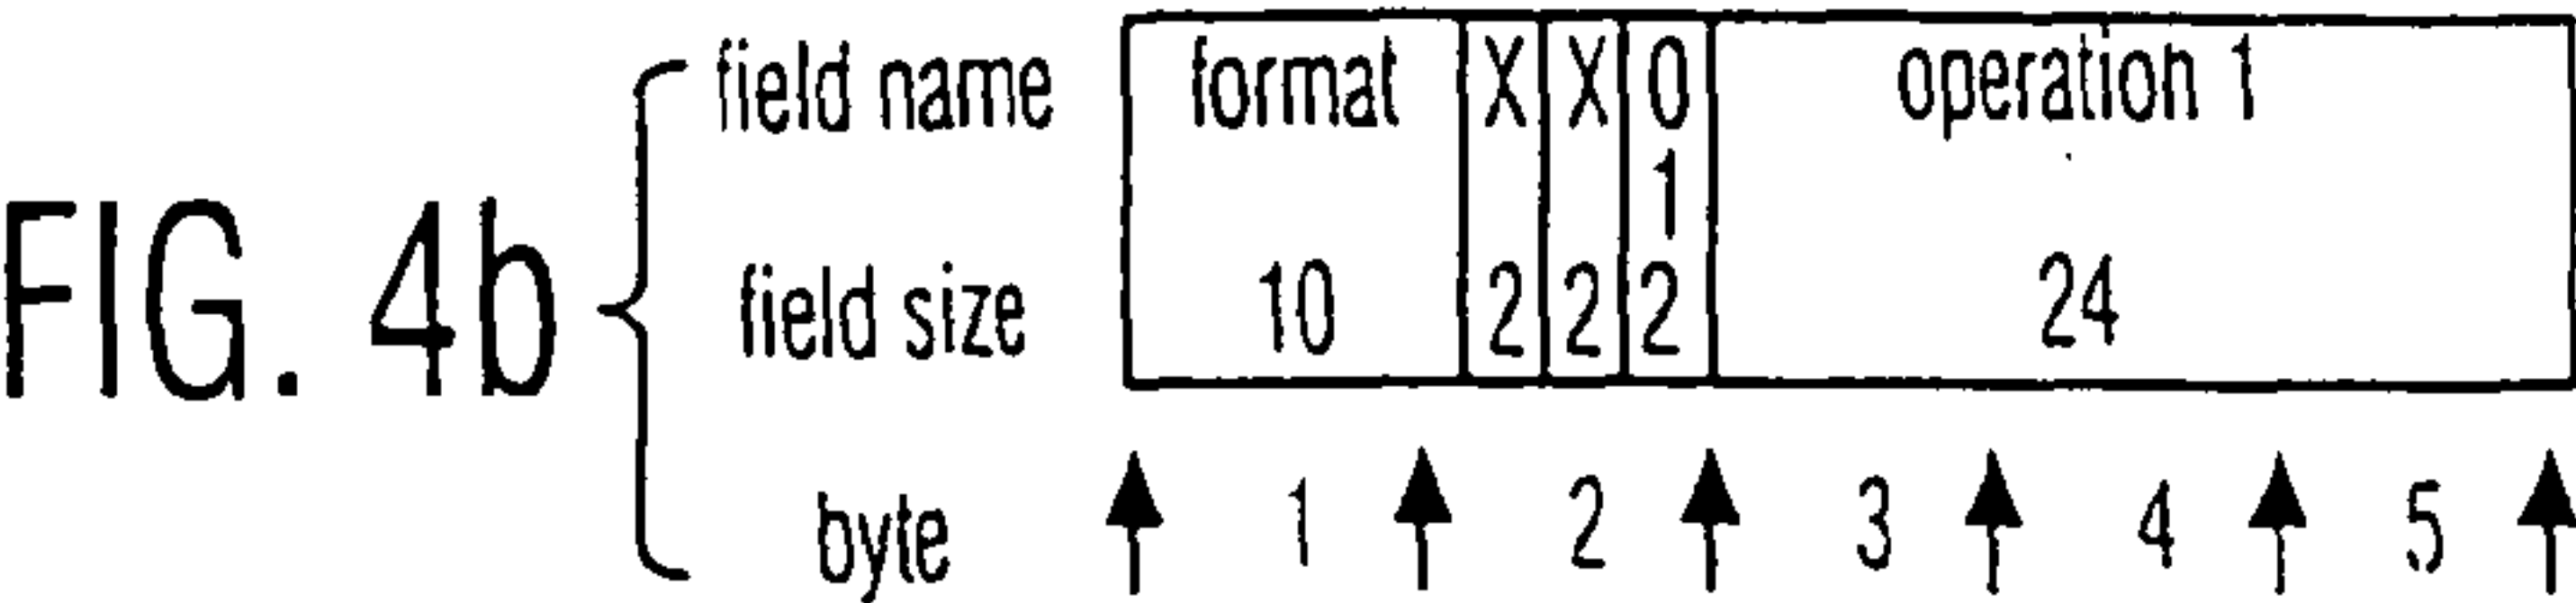 FIG. 4b
field name format X X 0 operation 1
1
field size 10 2 2 2 24
byte 1 2 3 4 5